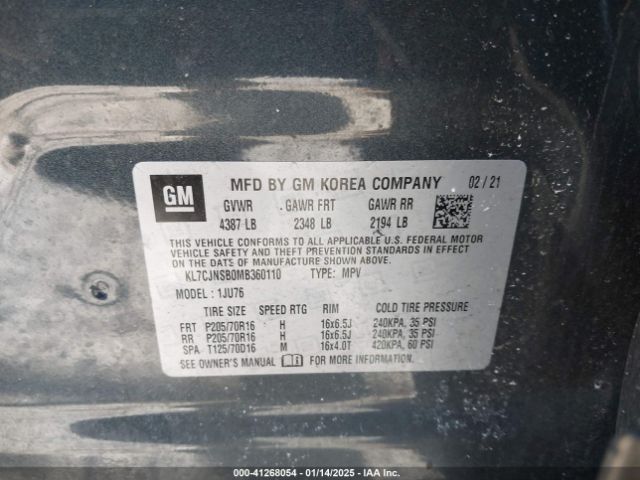 GM
MFD BY GM KOREA COMPANY 02/21
GVWR GAWR FRT GAWR RR
4387 LB 2348 LB 2194 LB
THIS VEHICLE CONFORMS TO ALL APPLICABLE U.S. FEDERAL MOTOR
VEHICLE SAFETY AND THEFT PREVENTION STANDARDS IN EFFECT ON
THE DATE OF MANUFACTURE SHOWN ABOVE.
KL7CJNSB0MB360110 TYPE: MPV
MODEL : 1JU76
TIRE SIZE SPEED RTG RIM COLD TIRE PRESSURE
FRT P205/70R16 H 16x6.5J 240KPA, 35 PSI
RR P205/70R16 H 16x6.5J 240KPA, 35 PSI
SPA T125/70D16 M 16x4.0T 420KPA, 60 PSI
SEE OWNER'S MANUAL FOR MORE INFORMATION.
000-41268054 - 01/14/2025 - IAA Inc.